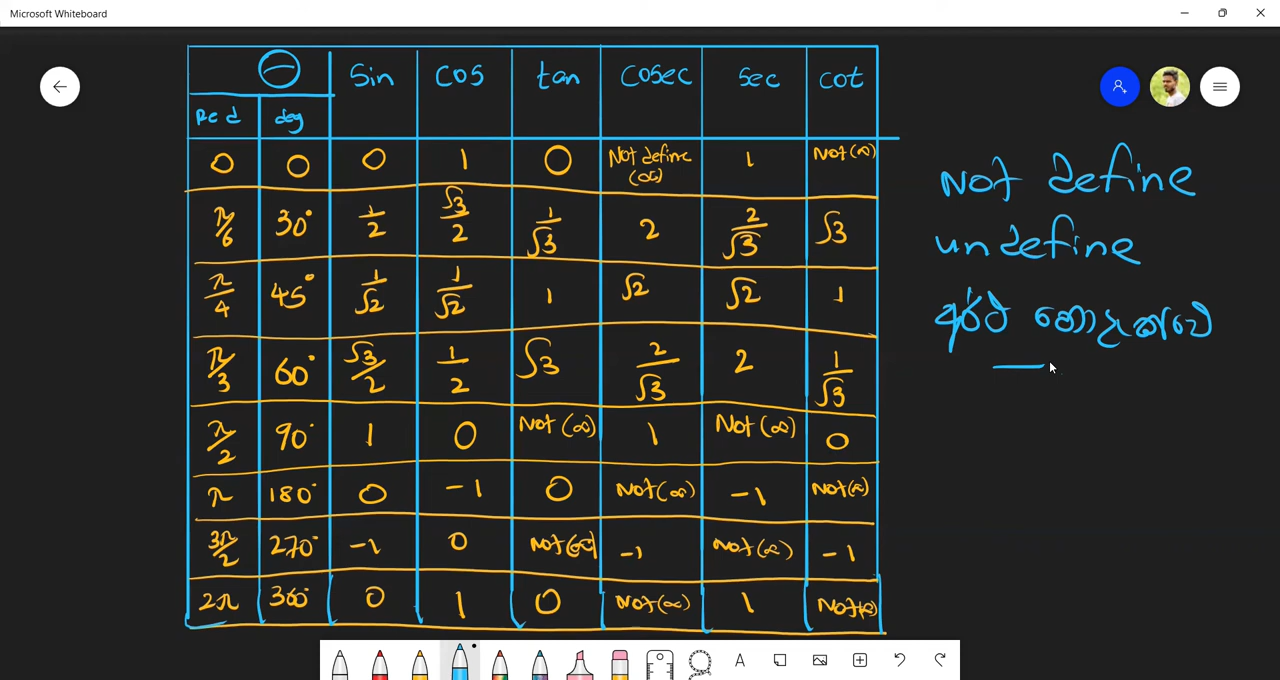 Microsoft Whiteboard
θ Sin cos tan cosec sec cot
Red deg
0 0 0 1 0 Not define (∞) 1 Not(∞)
π/6 30° 1/2 √3/2 1/√3 2 2/√3 √3
π/4 45° 1/√2 1/√2 1 √2 √2 1
π/3 60° √3/2 1/2 √3 2/√3 2 1/√3
π/2 90° 1 0 Not (∞) 1 Not(∞) 0
π 180° 0 -1 0 Not(∞) -1 Not(∞)
3π/2 270° -1 0 Not(∞) -1 Not(∞) -1
2π 360° 0 1 0 Not(∞) 1 Not(∞)
Not define
undefine
අර්ථ නොදැක්වේ
A